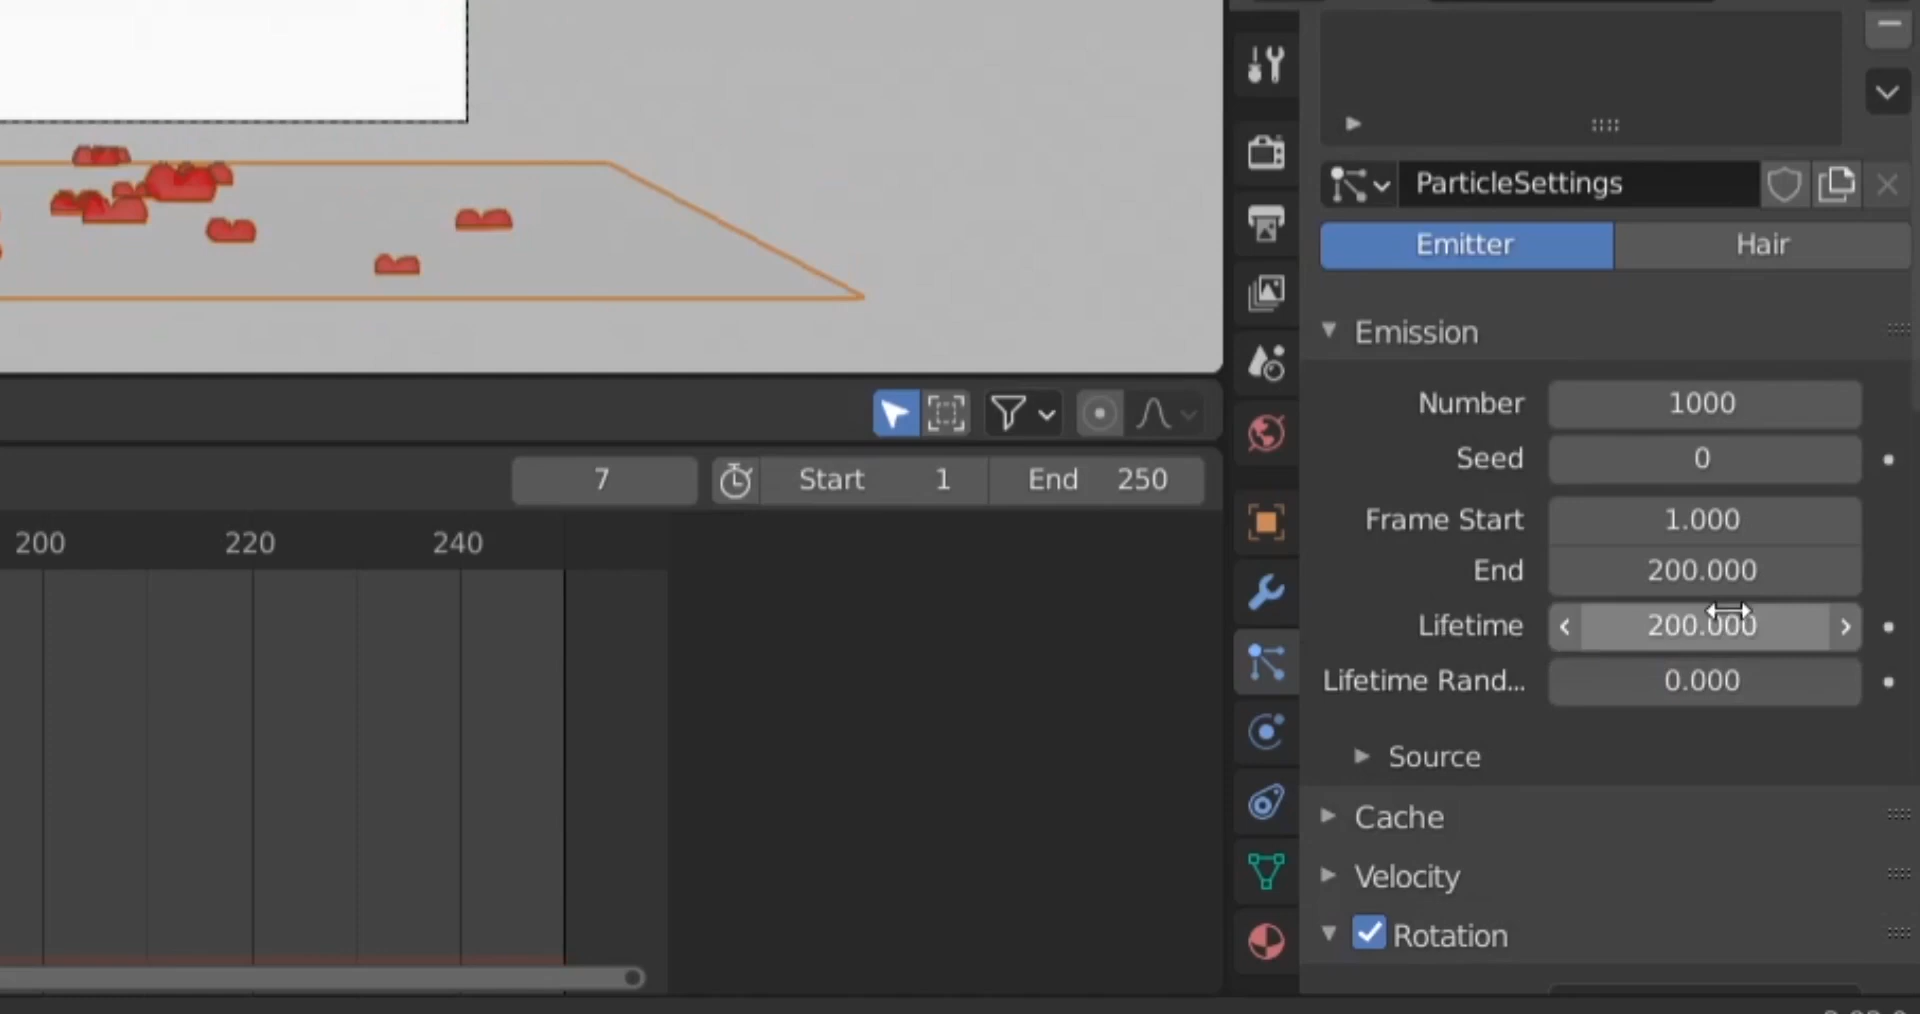 ParticleSettings
Emitter Hair
Emission
Number 1000
Seed 0
Frame Start 1.000
End 200.000
Lifetime 200.000
Lifetime Rand... 0.000
Source
Cache
Velocity
Rotation
7 Start 1 End 250
200 220 240